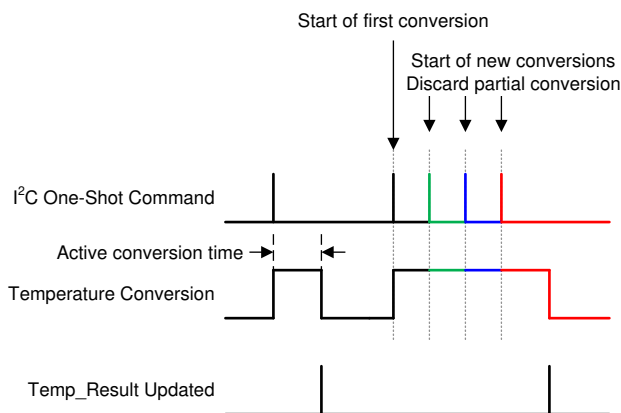 Start of first conversion
Start of new conversions
Discard partial conversion
I²C One-Shot Command
Active conversion time
Temperature Conversion
Temp_Result Updated